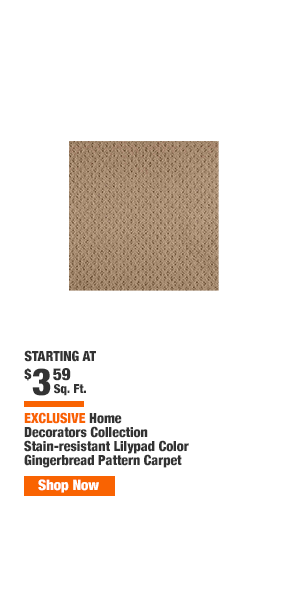 STARTING AT
$3 59 Sq. Ft.
EXCLUSIVE Home
Decorators Collection
Stain-resistant Lilypad Color
Gingerbread Pattern Carpet
Shop Now